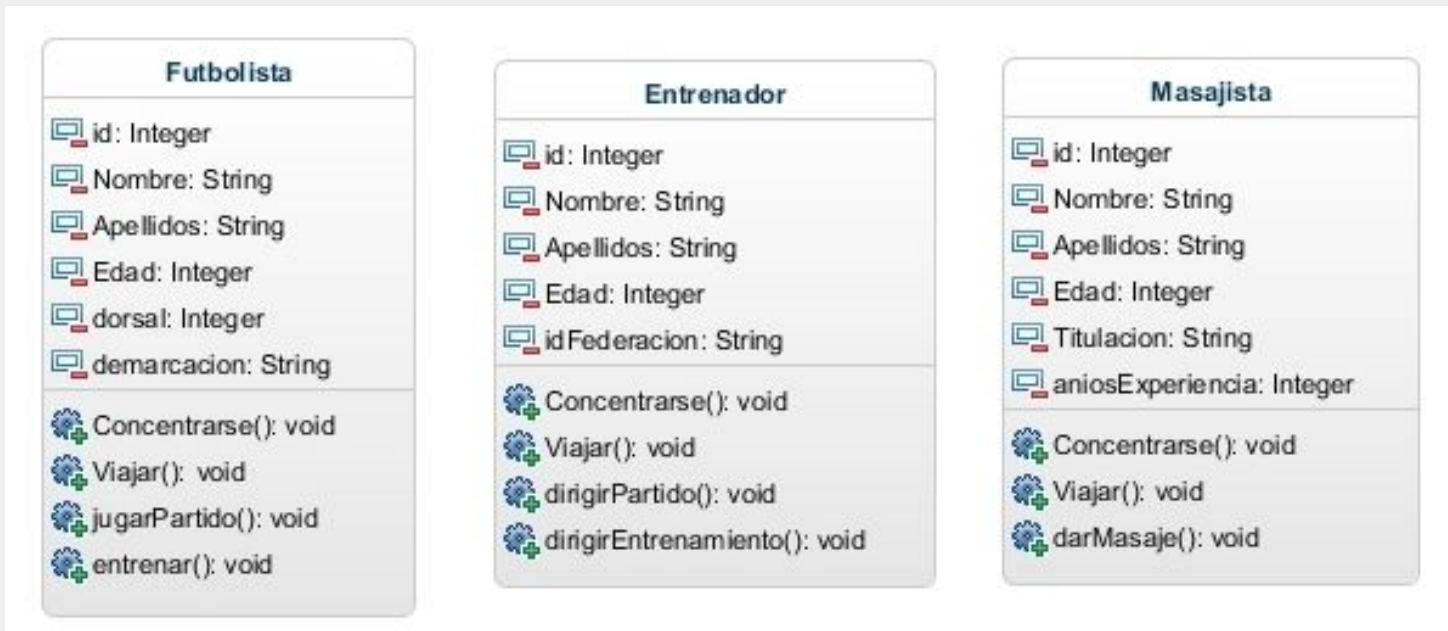 Futbolista
id: Integer
Nombre: String
Apellidos: String
Edad: Integer
dorsal: Integer
demarcacion: String
Concentrarse(): void
Viajar(): void
jugarPartido(): void
entrenar(): void
Entrenador
id: Integer
Nombre: String
Apellidos: String
Edad: Integer
idFederacion: String
Concentrarse(): void
Viajar(): void
dirigirPartido(): void
dirigirEntrenamiento(): void
Masajista
id: Integer
Nombre: String
Apellidos: String
Edad: Integer
Titulacion: String
aniosExperiencia: Integer
Concentrarse(): void
Viajar(): void
darMasaje(): void